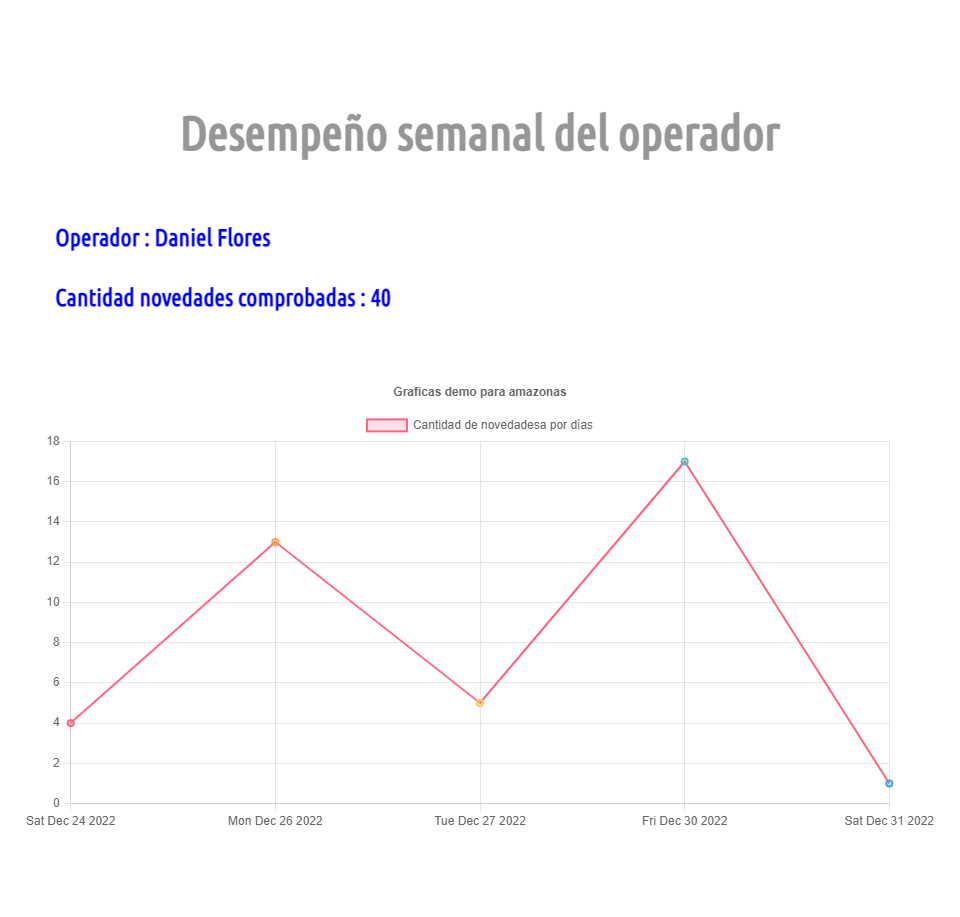 Desempeño semanal del operador
Operador : Daniel Flores
Cantidad novedades comprobadas : 40
Graficas demo para amazonas
Cantidad de novedadesa por dìas
18
16
14
12
10
8
6
4
2
0
Sat Dec 24 2022 Mon Dec 26 2022 Tue Dec 27 2022 Fri Dec 30 2022 Sat Dec 31 2022